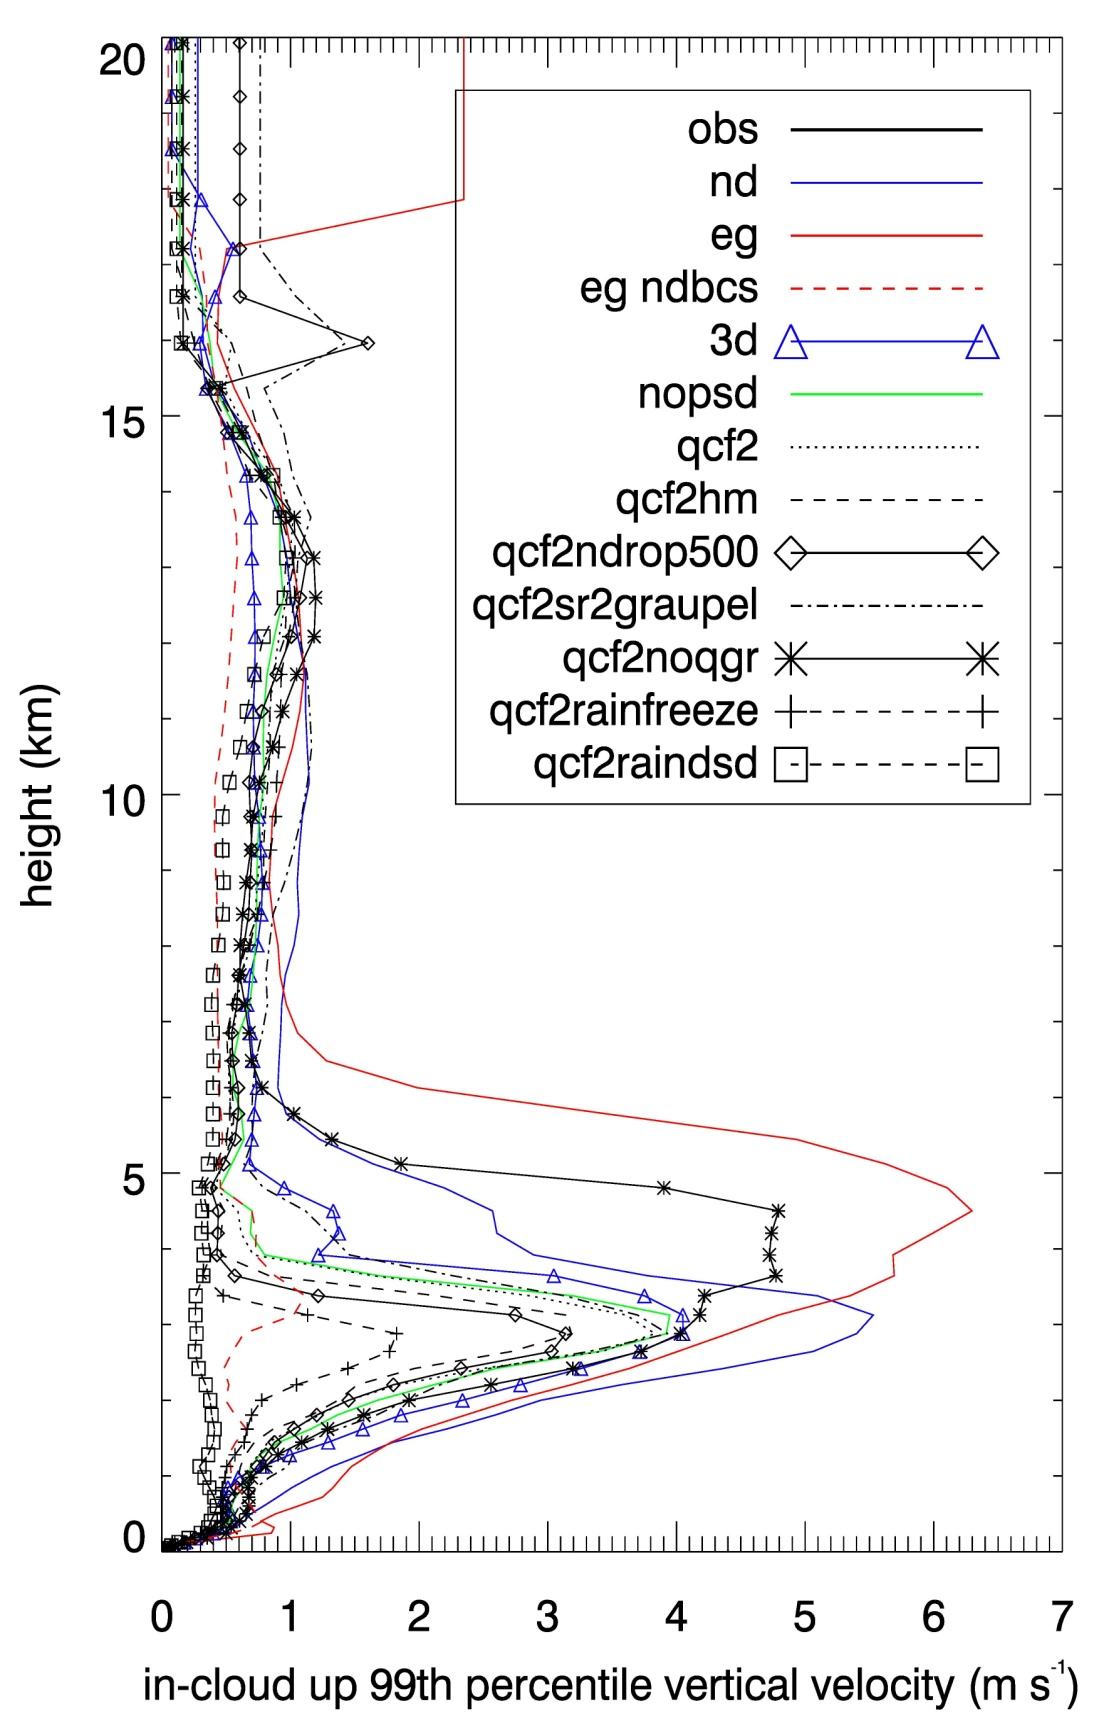 20
15
10
5
0
height (km)
obs
nd
eg
eg ndbcs
3d
nopsd
qcf2
qcf2hm
qcf2ndrop500
qcf2sr2graupel
qcf2noqgr
qcf2rainfreeze
qcf2raindsd
0 1 2 3 4 5 6 7
in-cloud up 99th percentile vertical velocity (m s⁻¹)